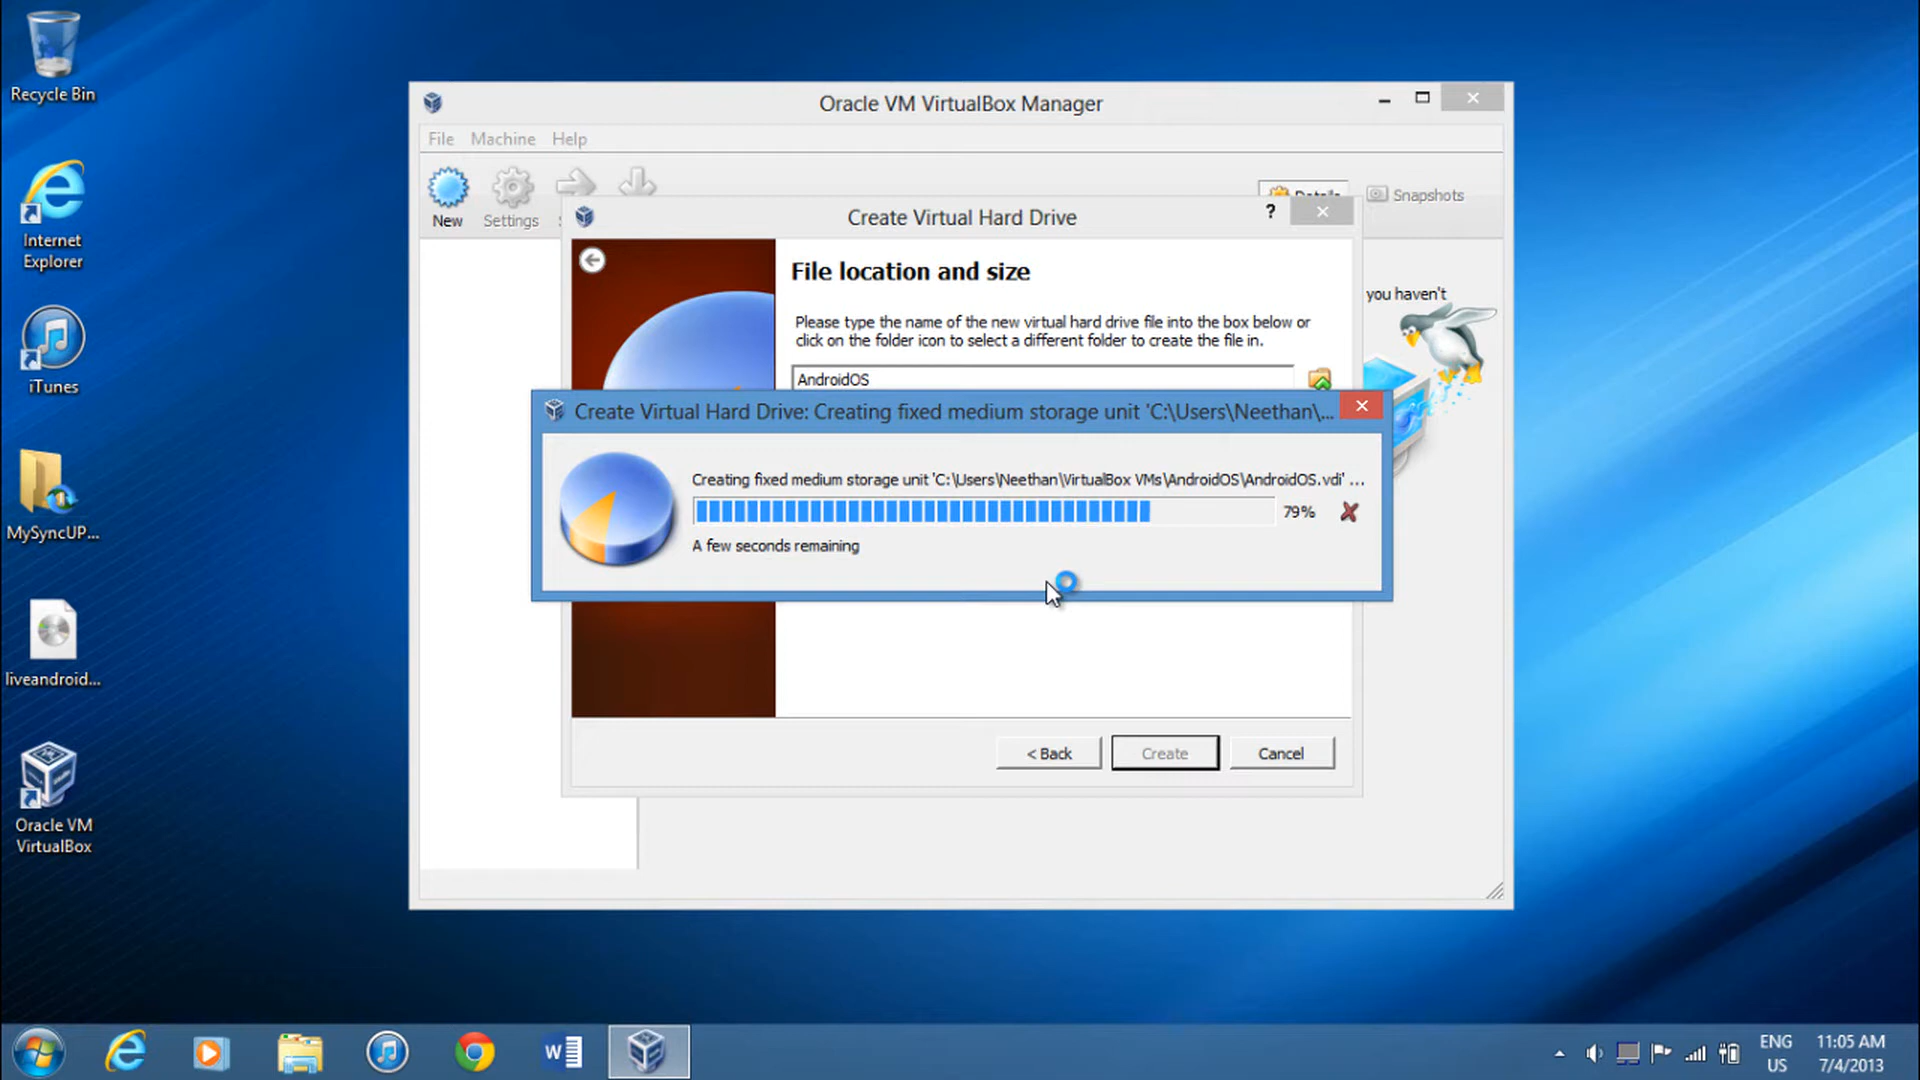 Recycle Bin
Internet
Explorer
iTunes
MySyncUP...
liveandroid...
Oracle VM
VirtualBox
Oracle VM VirtualBox Manager
File Machine Help
New
Settings
Details
Snapshots
you haven't
Create Virtual Hard Drive
?
File location and size
Please type the name of the new virtual hard drive file into the box below or
click on the folder icon to select a different folder to create the file in.
AndroidOS
Create Virtual Hard Drive: Creating fixed medium storage unit 'C:\Users\Neethan\...
Creating fixed medium storage unit 'C:\Users\Neethan\VirtualBox VMs\AndroidOS\AndroidOS.vdi' ...
79%
A few seconds remaining
< Back
Create
Cancel
ENG
US
11:05 AM
7/4/2013